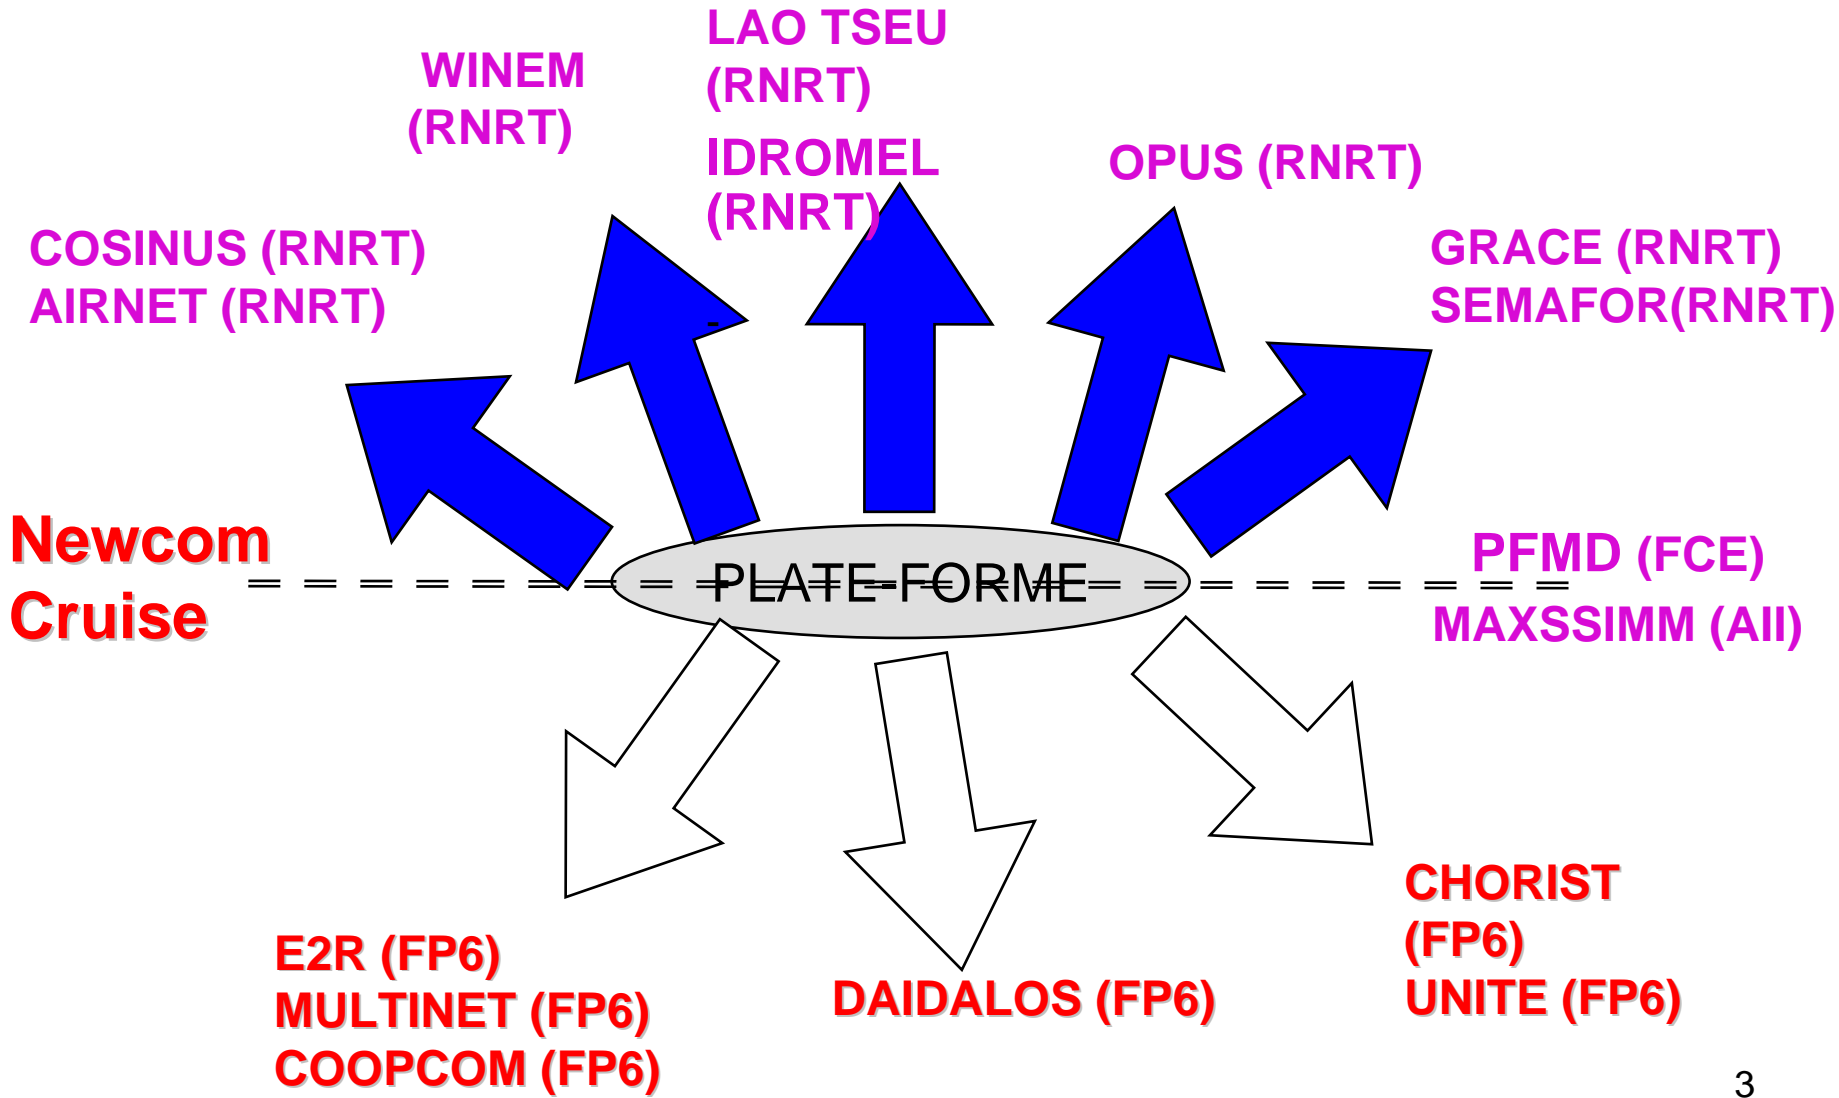 LAO TSEU
(RNRT)
WINEM
(RNRT)
IDROMEL
(RNRT)
OPUS (RNRT)
COSINUS (RNRT)
AIRNET (RNRT)
GRACE (RNRT)
SEMAFOR(RNRT)
-
Newcom
Cruise
PLATE-FORME
PFMD (FCE)
MAXSSIMM (AII)
E2R (FP6)
MULTINET (FP6)
COOPCOM (FP6)
DAIDALOS (FP6)
CHORIST
(FP6)
UNITE (FP6)
3